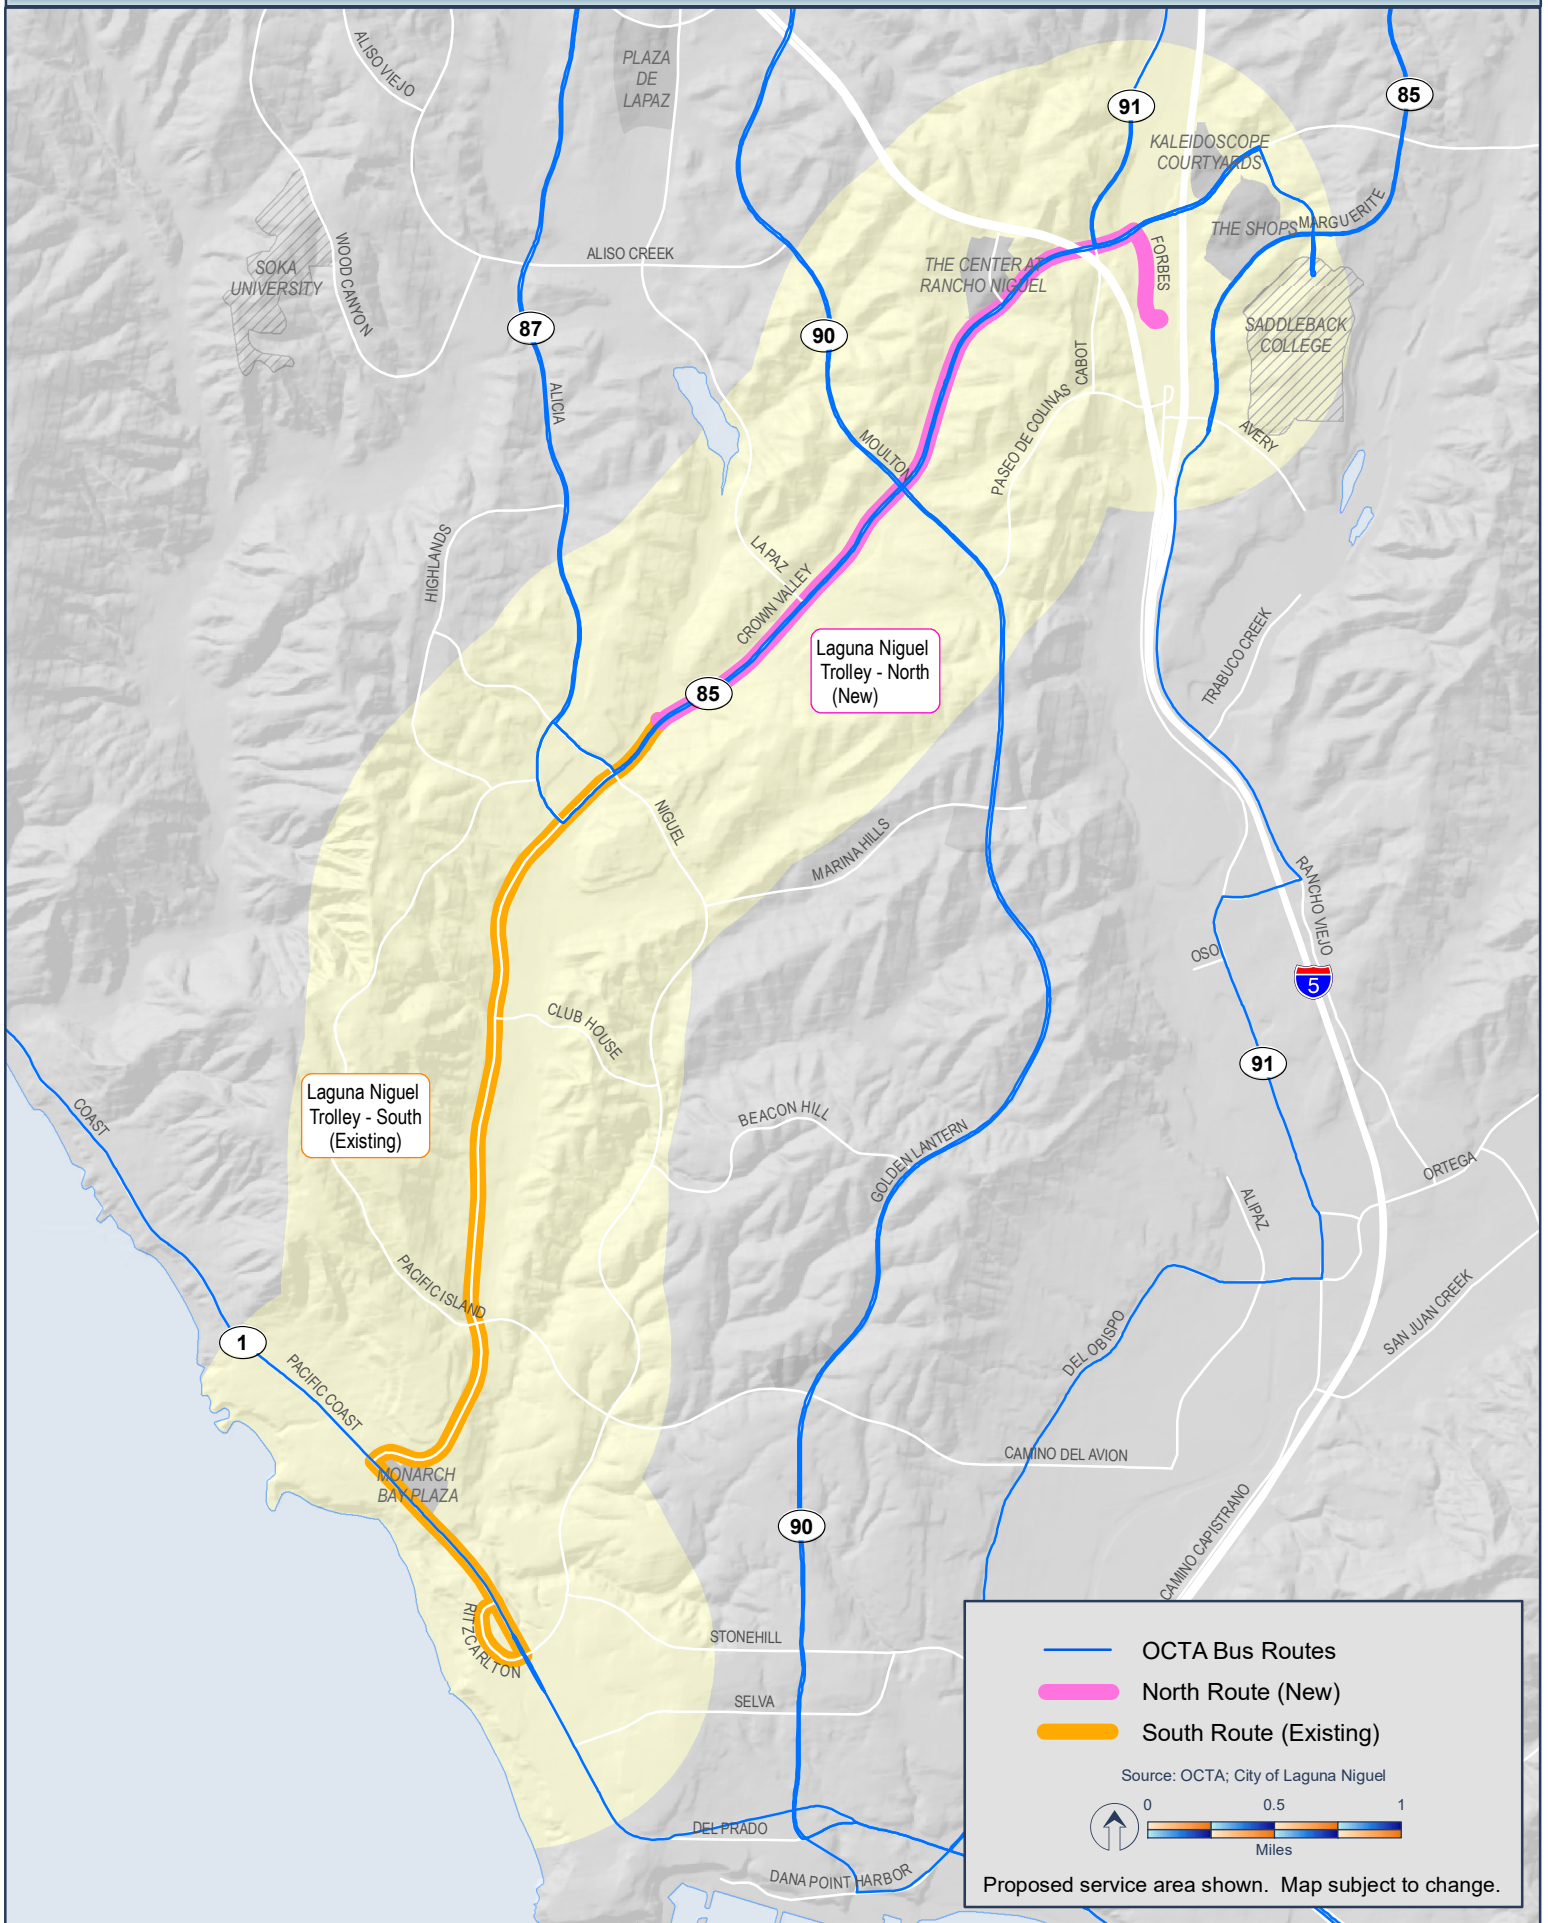 ALISO VIEJO
PLAZA
DE
LAPAZ
91
85
KALEIDOSCOPE
COURTYARDS
MARGUERITE
THE SHOPS
WOOD CANYON
ALISO CREEK
SOKA
UNIVERSITY
THE CENTER AT
RANCHO NIGUEL
FORBES
87
90
SADDLEBACK
COLLEGE
CABOT
ALICIA
PASEO DE COLINAS
MOULTON
AVERY
HIGHLANDS
LA PAZ
CROWN VALLEY
Laguna Niguel
Trolley - North
(New)
TRABUCO CREEK
85
NIGUEL
MARINA HILLS
RANCHO VIEJO
OSO
5
CLUB HOUSE
91
COAST
Laguna Niguel
Trolley - South
(Existing)
BEACON HILL
GOLDEN LANTERN
ORTEGA
ALIPAZ
PACIFIC ISLAND
SAN JUAN CREEK
DEL OBISPO
1
PACIFIC COAST
CAMINO DEL AVION
MONARCH
BAY PLAZA
CAMINO CAPISTRANO
90
RITZ CARLTON
STONEHILL
SELVA
DEL PRADO
DANA POINT HARBOR
OCTA Bus Routes
North Route (New)
South Route (Existing)
Source: OCTA; City of Laguna Niguel
0 0.5 1
Miles
Proposed service area shown. Map subject to change.